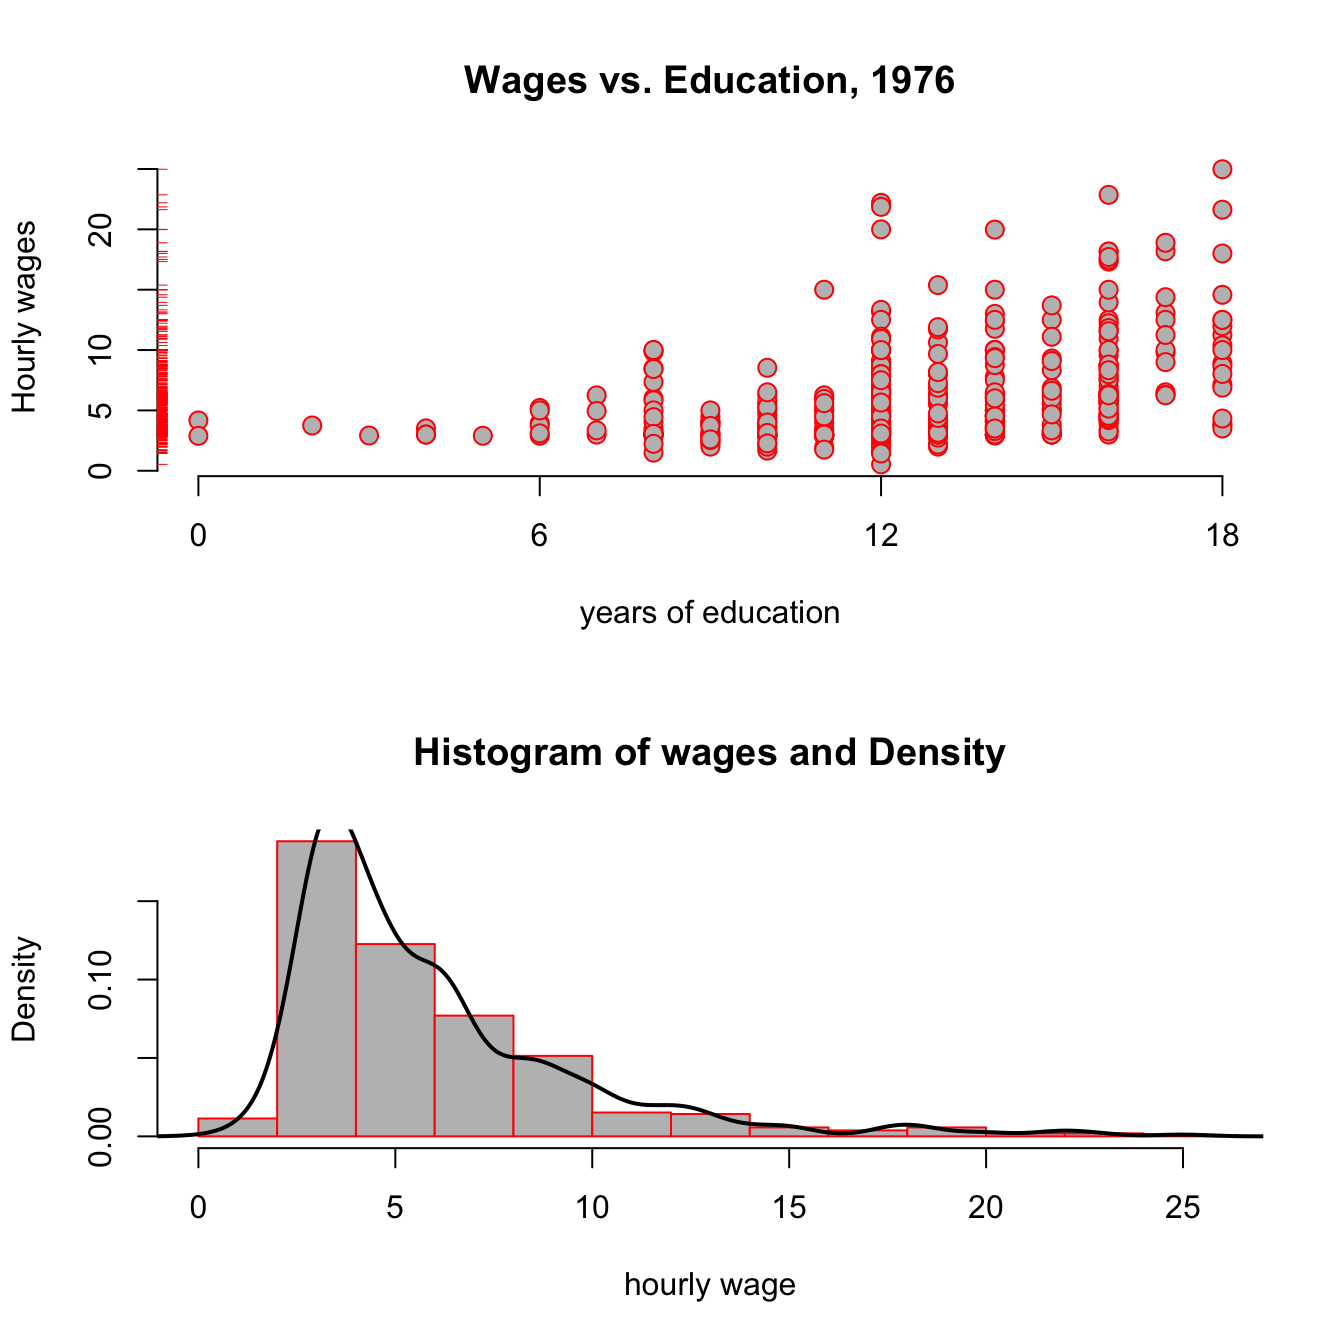 Wages vs. Education, 1976
Hourly wages
20
10
5
0
0 6 12 18
years of education
Histogram of wages and Density
Density
0.10
0.00
0 5 10 15 20 25
hourly wage